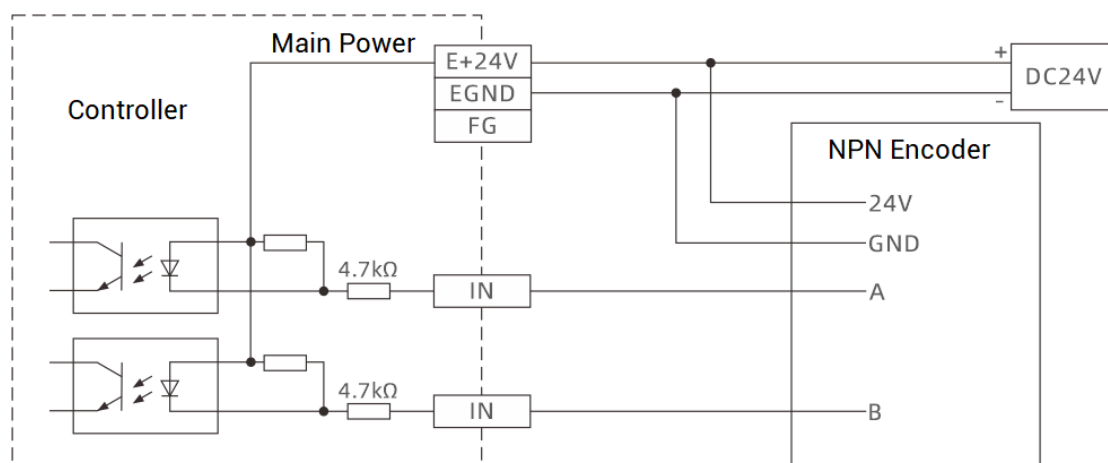 Main Power
E+24V
+
DC24V
EGND
-
Controller
FG
NPN Encoder
24V
GND
4.7kΩ
IN
A
4.7kΩ
IN
B